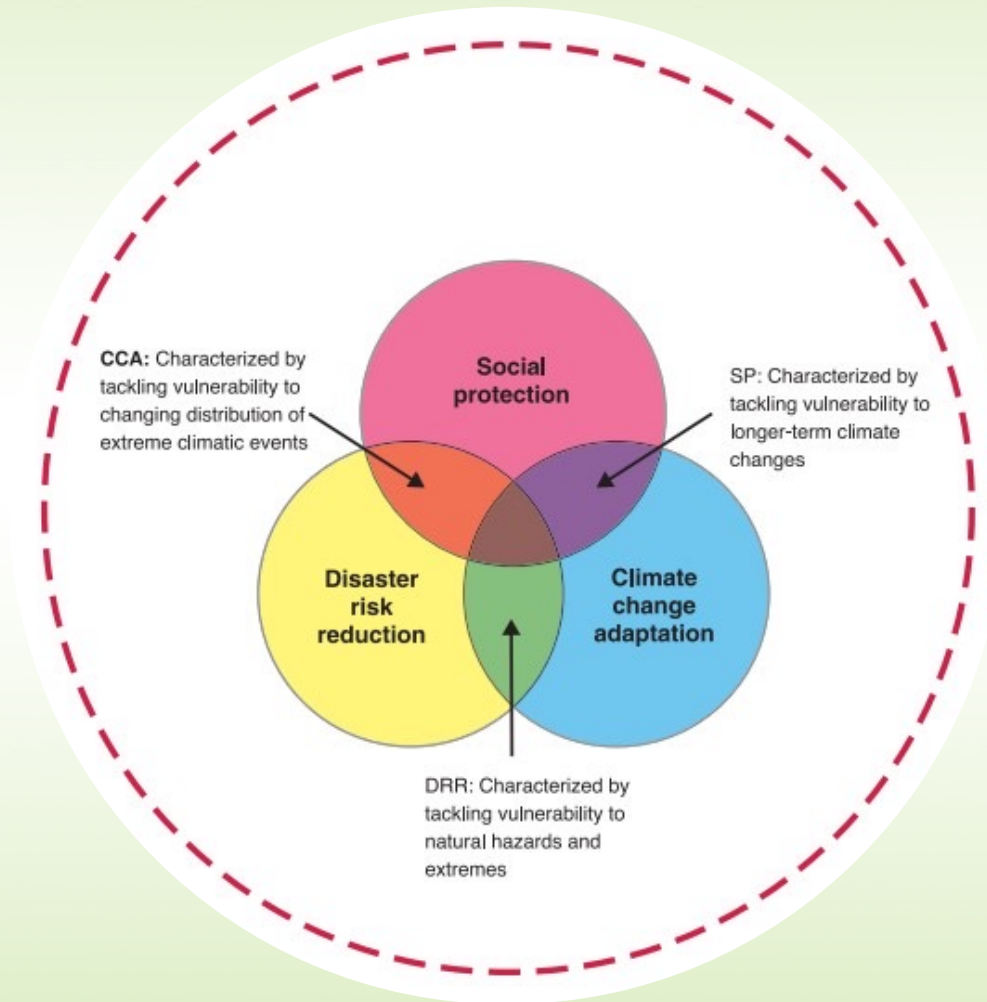 Social
protection
CCA: Characterized by
tackling vulnerability to
changing distribution of
extreme climatic events
SP: Characterized by
tackling vulnerability to
longer-term climate
changes
Disaster
risk
reduction
Climate
change
adaptation
DRR: Characterized by
tackling vulnerability to
natural hazards and
extremes